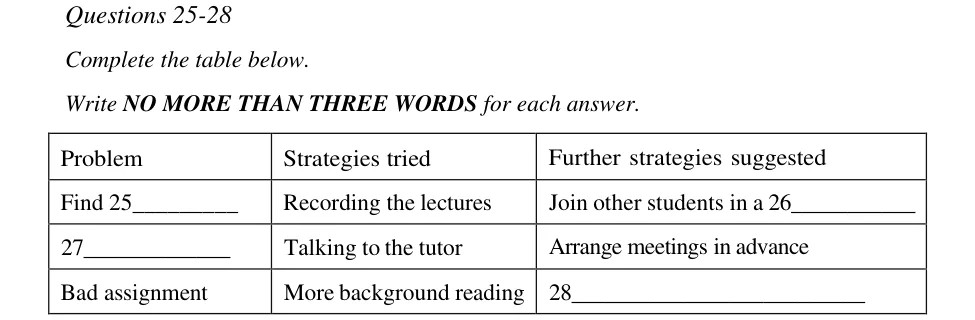 Questions 25-28
Complete the table below.
Write NO MORE THAN THREE WORDS for each answer.
Problem Strategies tried Further strategies suggested
Find 25_________ Recording the lectures Join other students in a 26___________
27_____________ Talking to the tutor Arrange meetings in advance
Bad assignment More background reading 28__________________________